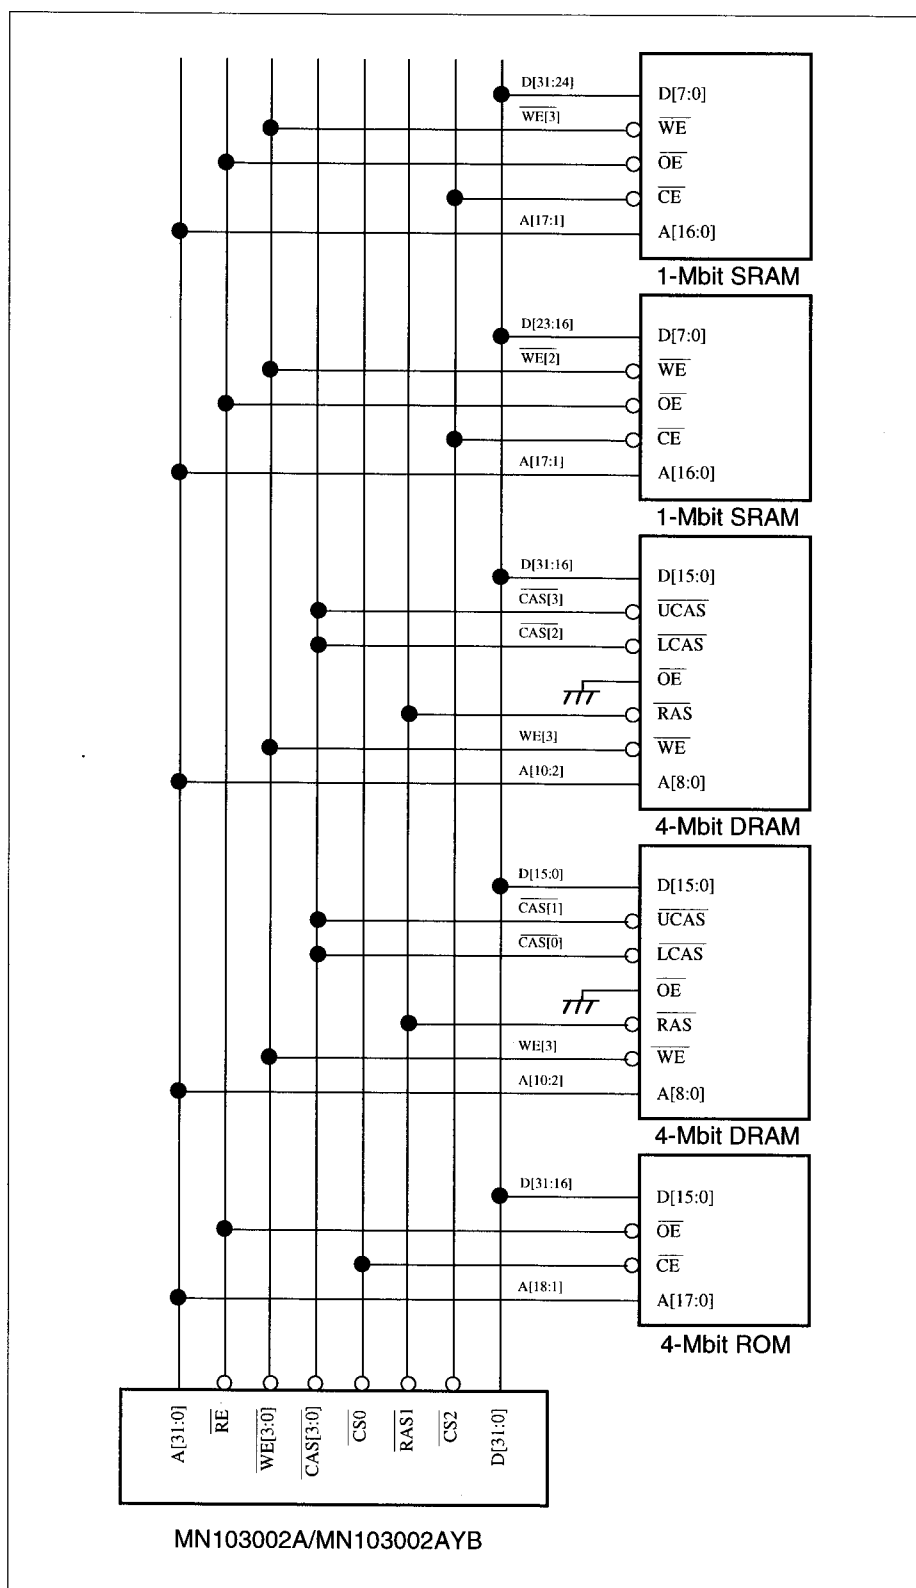 D[31:24] D[7:0]
WE[3] WE
OE
CE
A[17:1] A[16:0]
1-Mbit SRAM
D[23:16] D[7:0]
WE[2] WE
OE
CE
A[17:1] A[16:0]
1-Mbit SRAM
D[31:16] D[15:0]
CAS[3] UCAS
CAS[2] LCAS
OE
RAS
WE[3] WE
A[10:2] A[8:0]
4-Mbit DRAM
D[15:0] D[15:0]
CAS[1] UCAS
CAS[0] LCAS
OE
RAS
WE[3] WE
A[10:2] A[8:0]
4-Mbit DRAM
D[31:16] D[15:0]
OE
CE
A[18:1] A[17:0]
4-Mbit ROM
A[31:0]
RE
WE[3:0]
CAS[3:0]
CS0
RAS1
CS2
D[31:0]
MN103002A/MN103002AYB